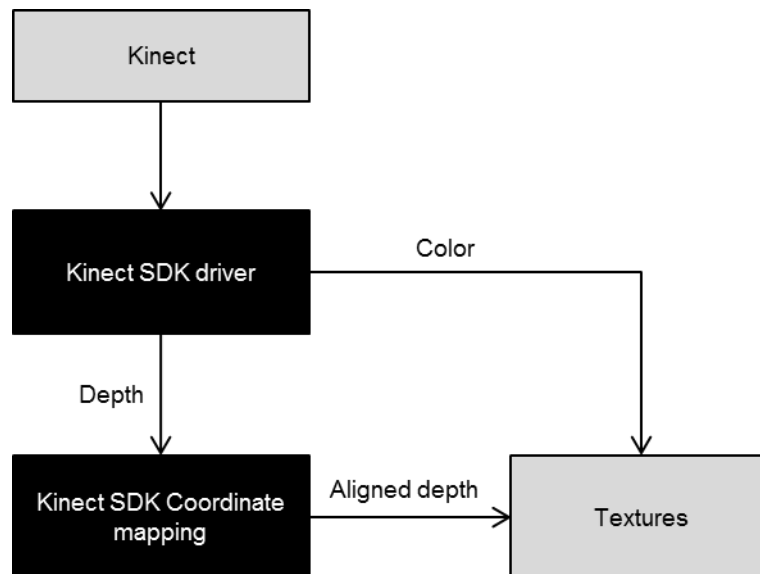 Kinect
Kinect SDK driver
Color
Depth
Kinect SDK Coordinate
mapping
Aligned depth
Textures